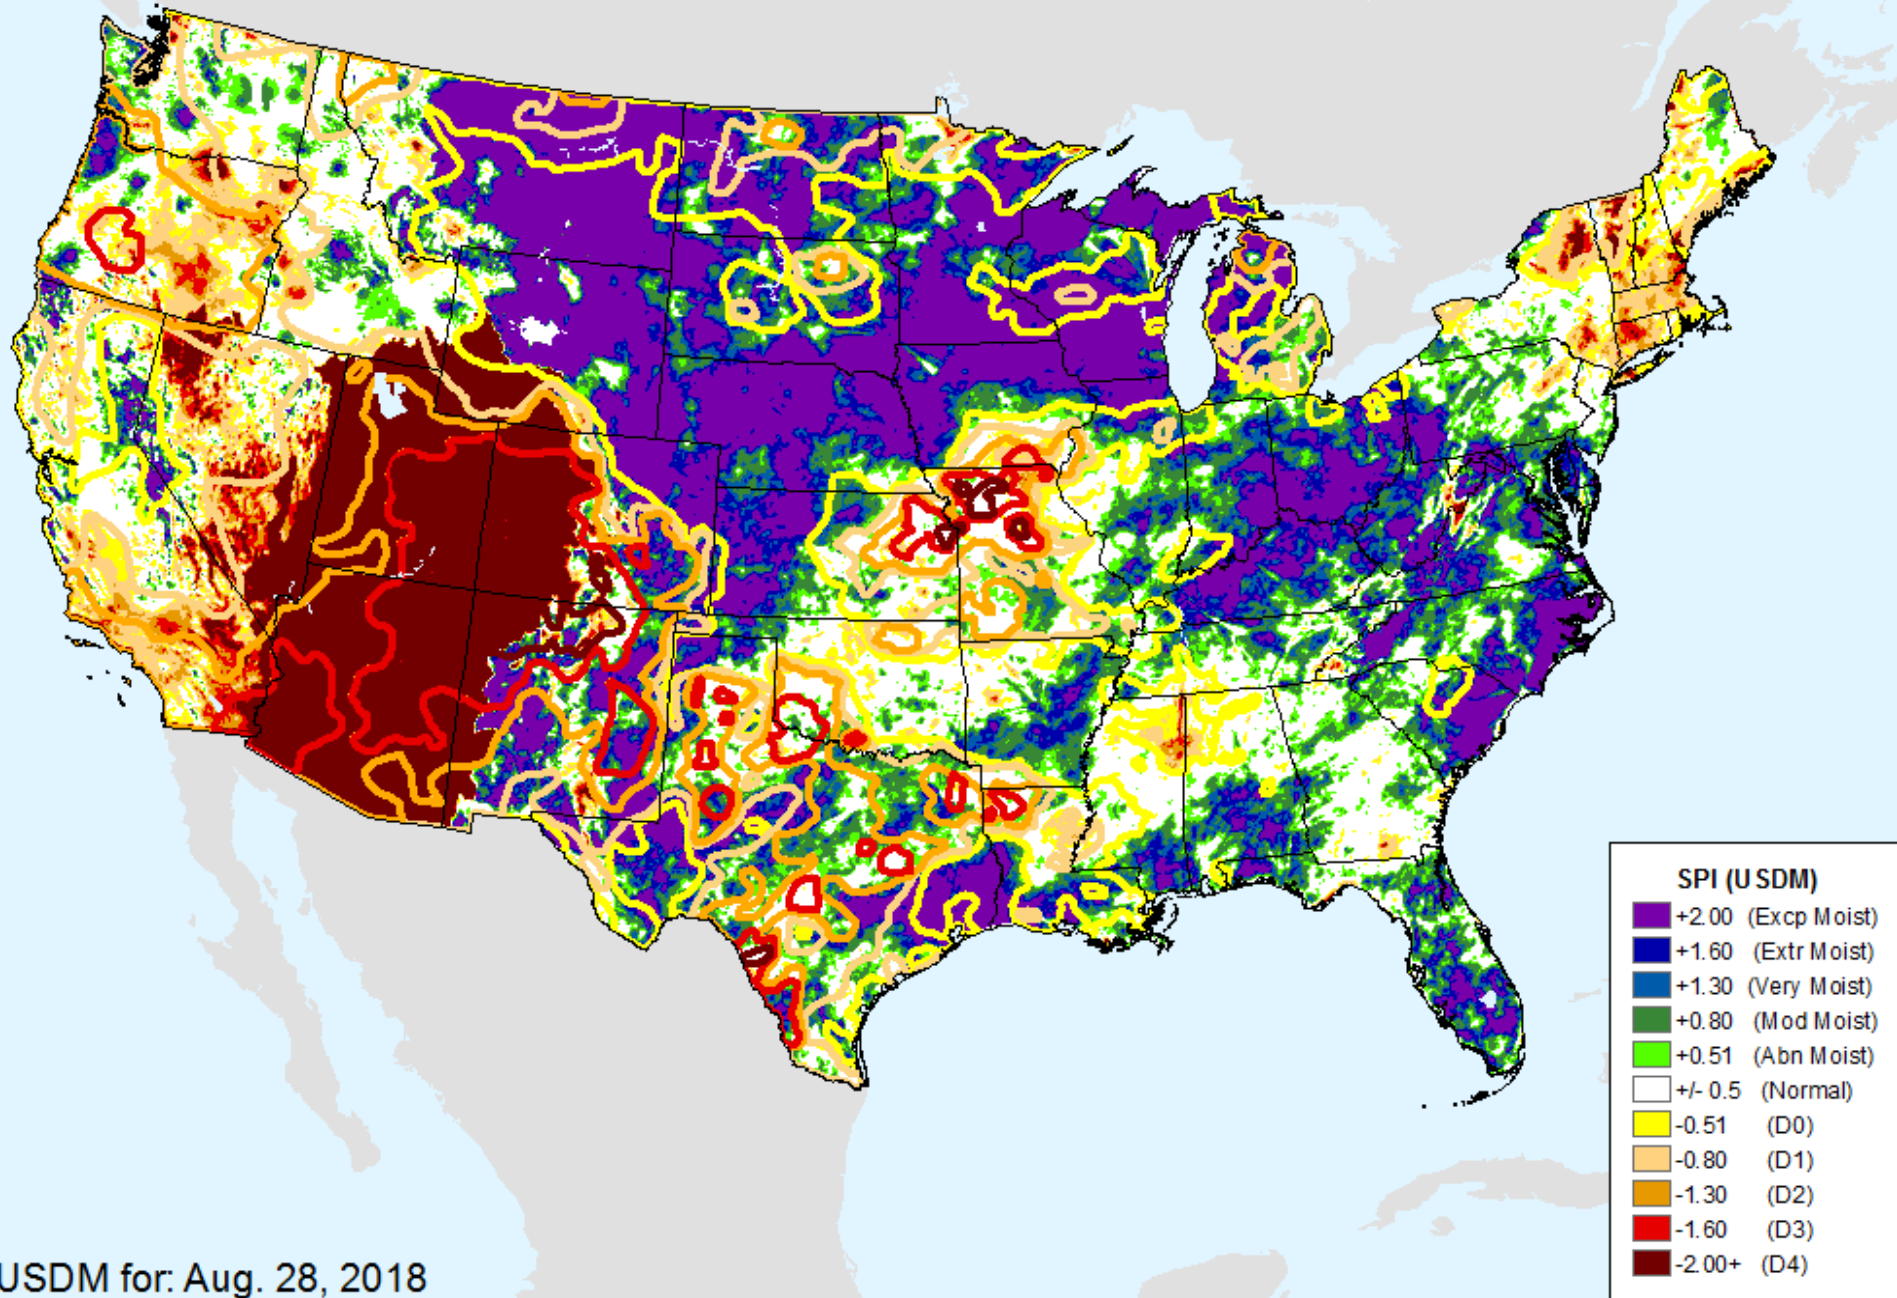 SPI (USDM)
+2.00 (Excp Moist)
+1.60 (Extr Moist)
+1.30 (Very Moist)
+0.80 (Mod Moist)
+0.51 (Abn Moist)
+/- 0.5 (Normal)
-0.51 (D0)
-0.80 (D1)
-1.30 (D2)
-1.60 (D3)
-2.00+ (D4)
USDM for: Aug. 28, 2018